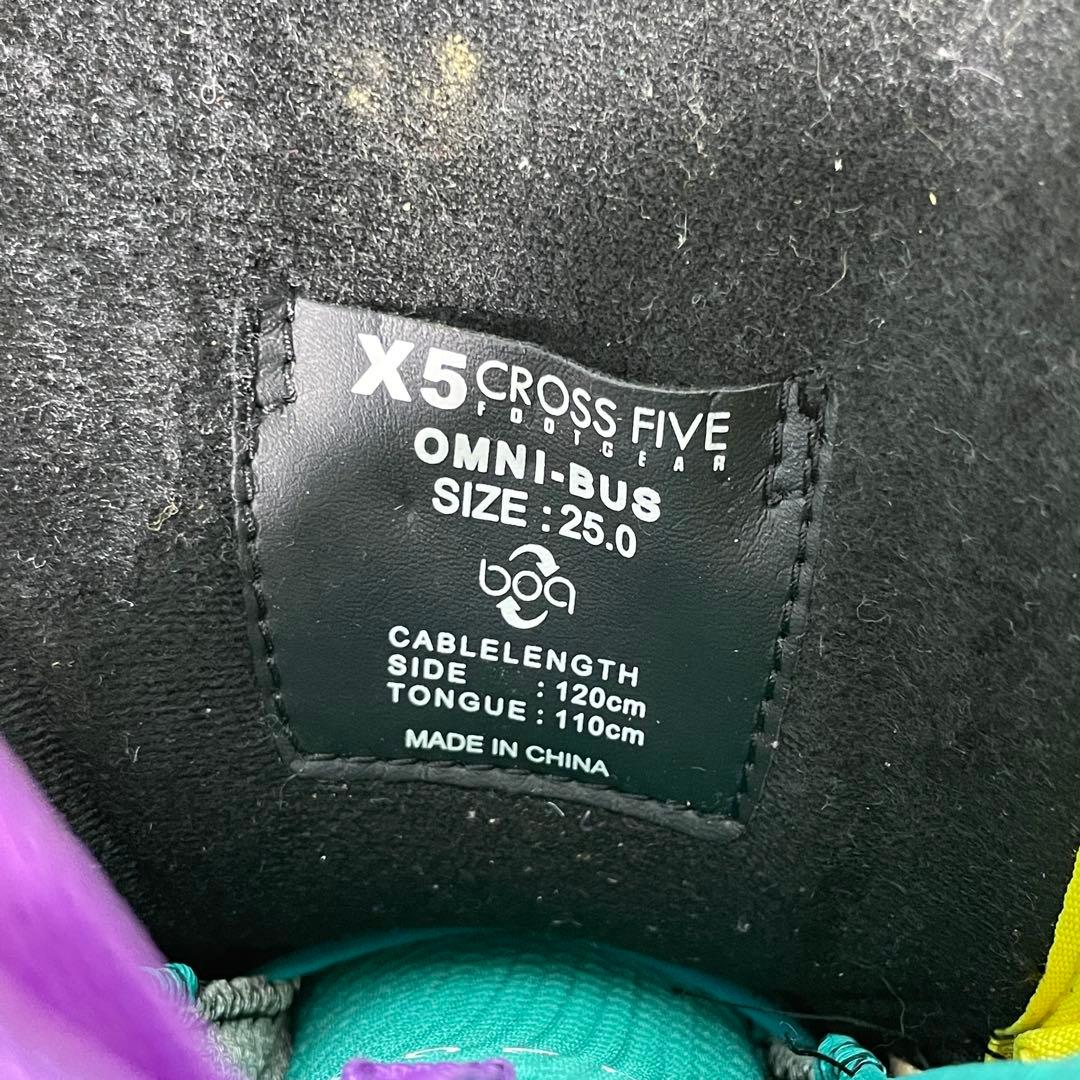 X5 CROSS FIVE
FOOTGEAR
OMNI-BUS
SIZE : 25.0
boa
CABLELENGTH
SIDE : 120cm
TONGUE : 110cm
MADE IN CHINA